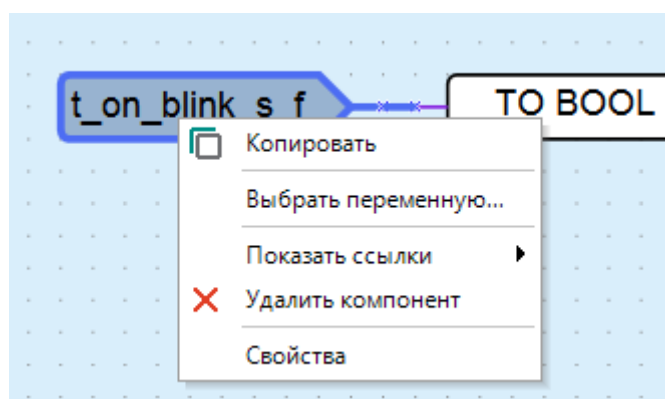 t_on_blink_s_f
TO BOOL
Копировать
Выбрать переменную...
Показать ссылки
Удалить компонент
Свойства